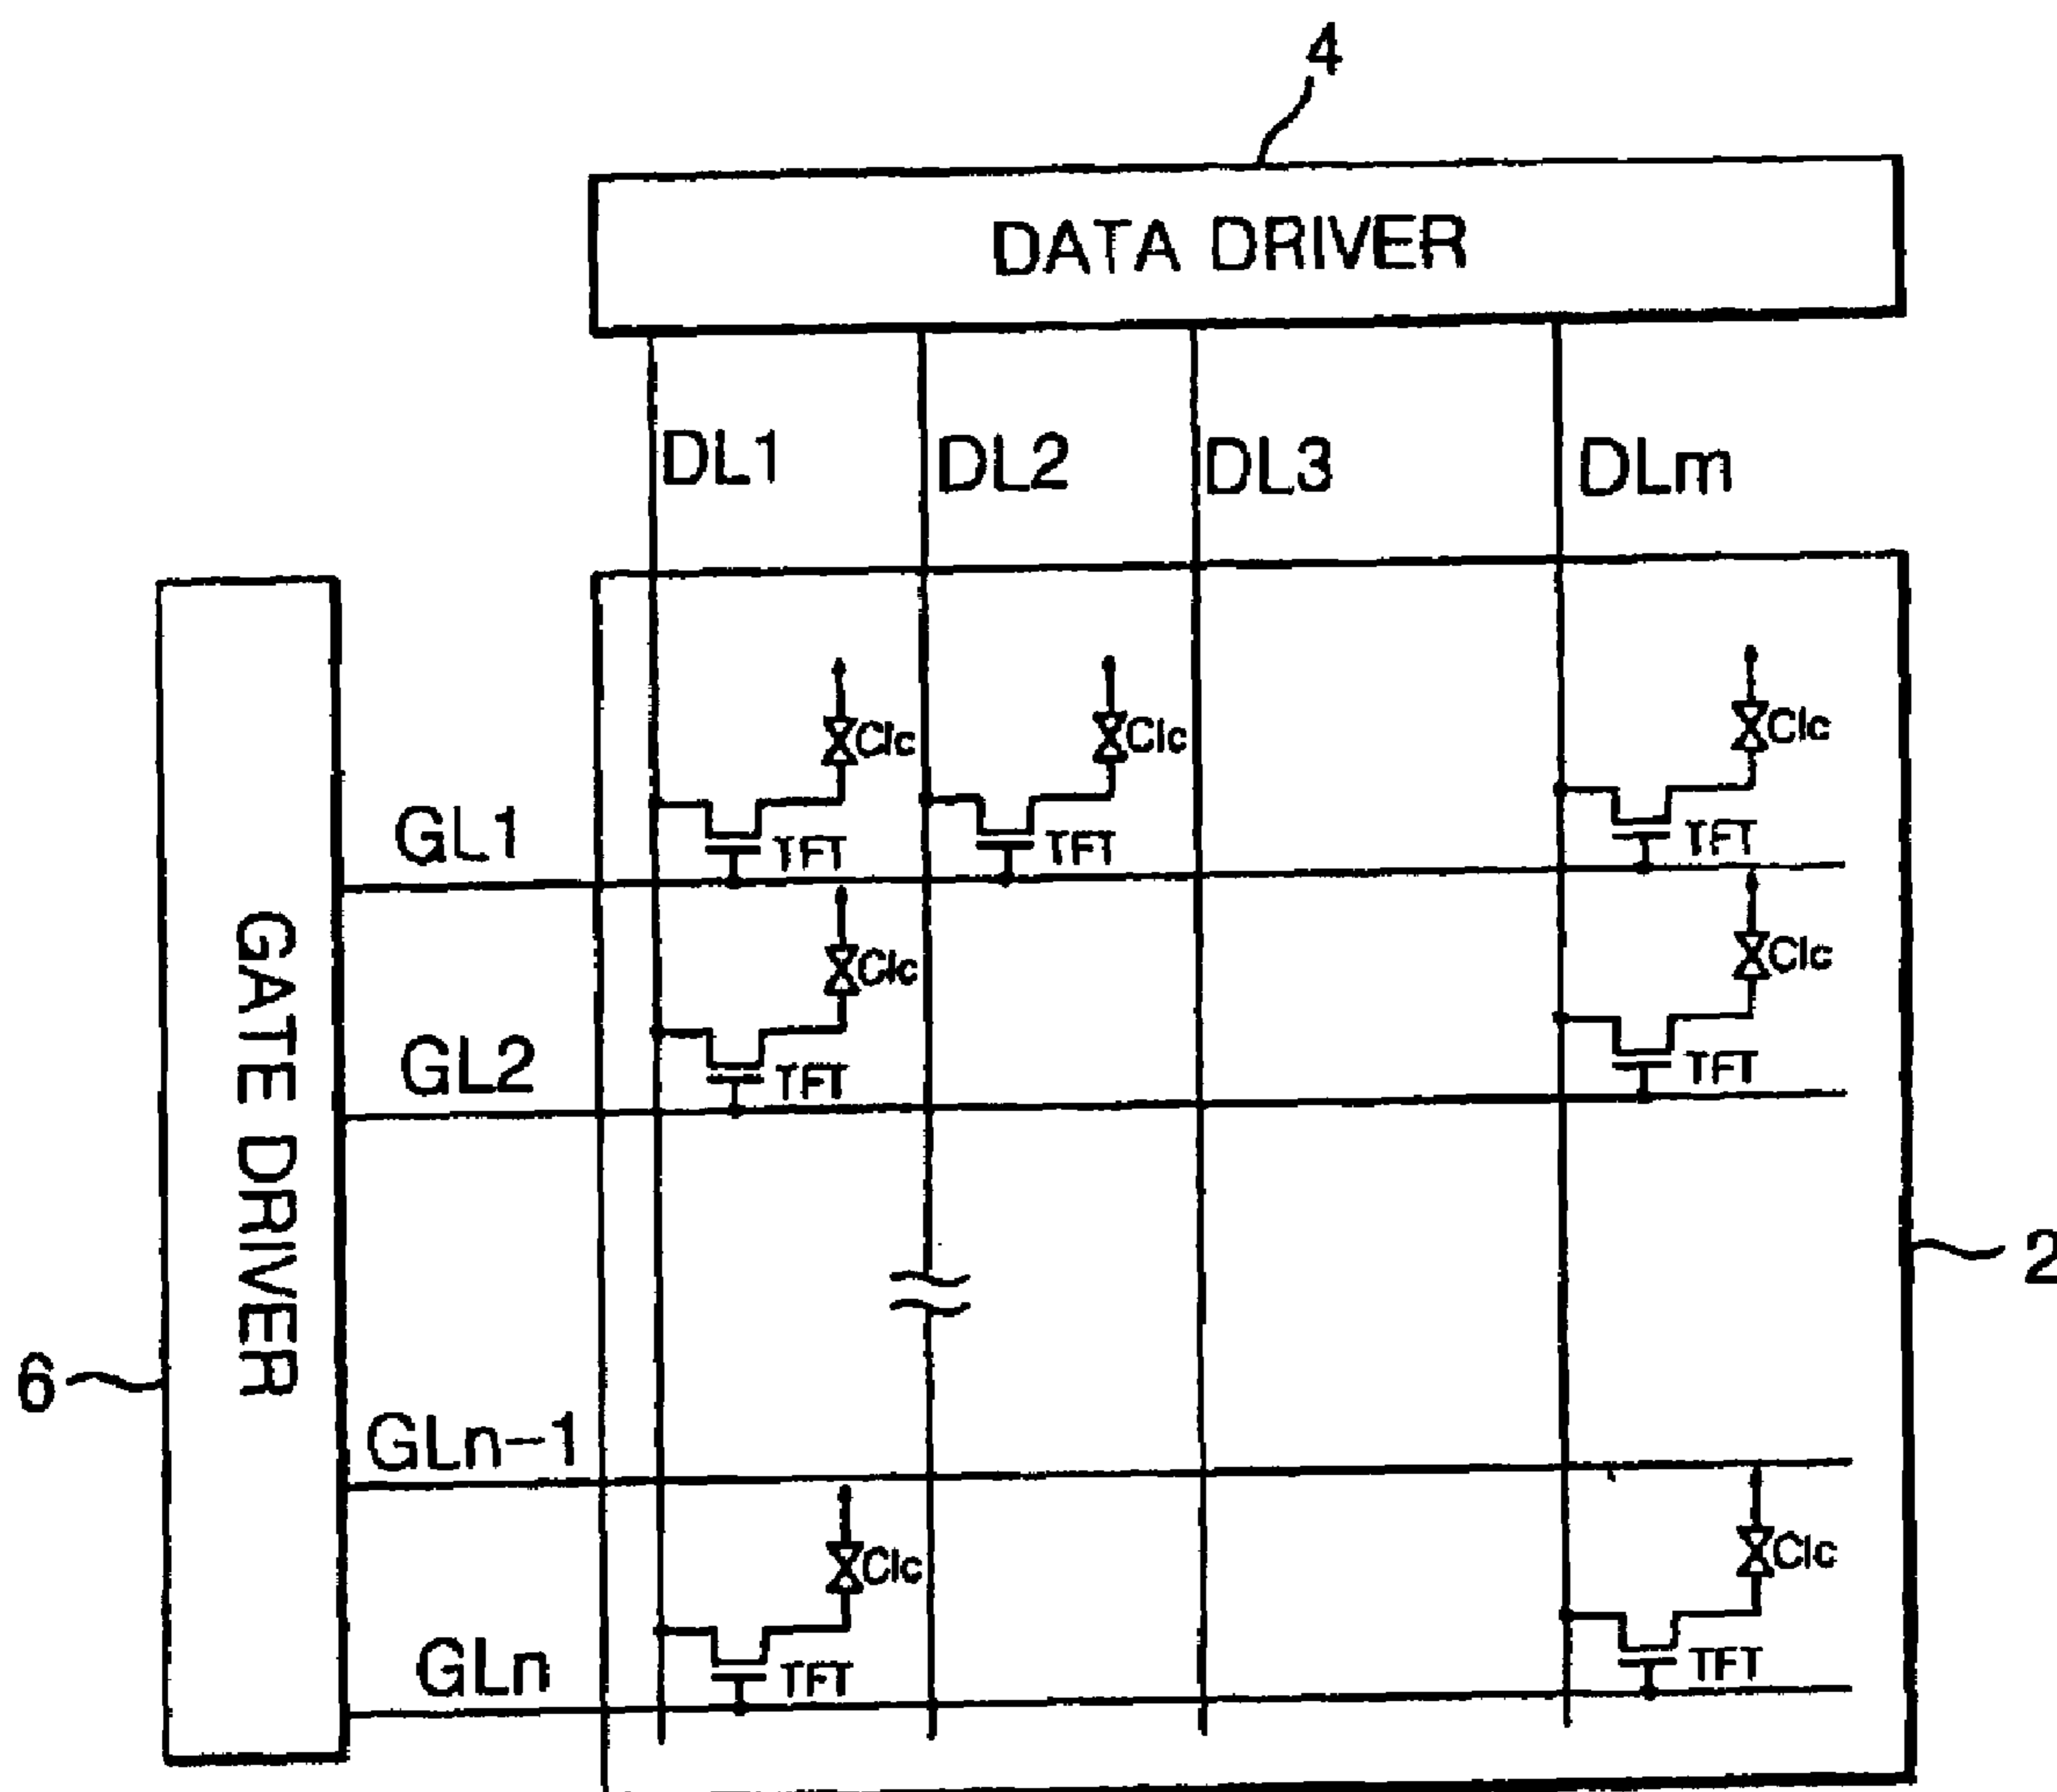 4
DATA DRIVER
DL1 DL2 DL3 DLm
Clc Clc Clc
GL1 TFT TFT TFT
GATE DRIVER
Clc Clc
GL2 TFT TFT
2
6
GLn-1
Clc Clc
GLn TFT TFT